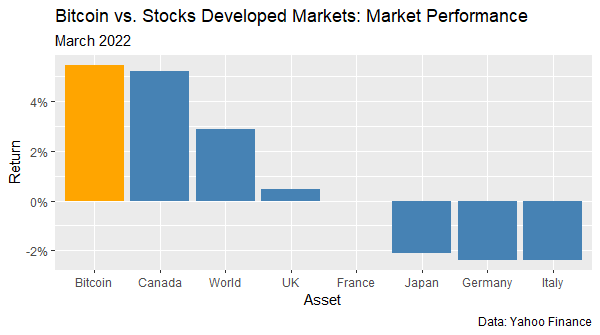 Bitcoin vs. Stocks Developed Markets: Market Performance
March 2022
Return
4%
2%
0%
-2%
Bitcoin Canada World UK France Japan Germany Italy
Asset
Data: Yahoo Finance